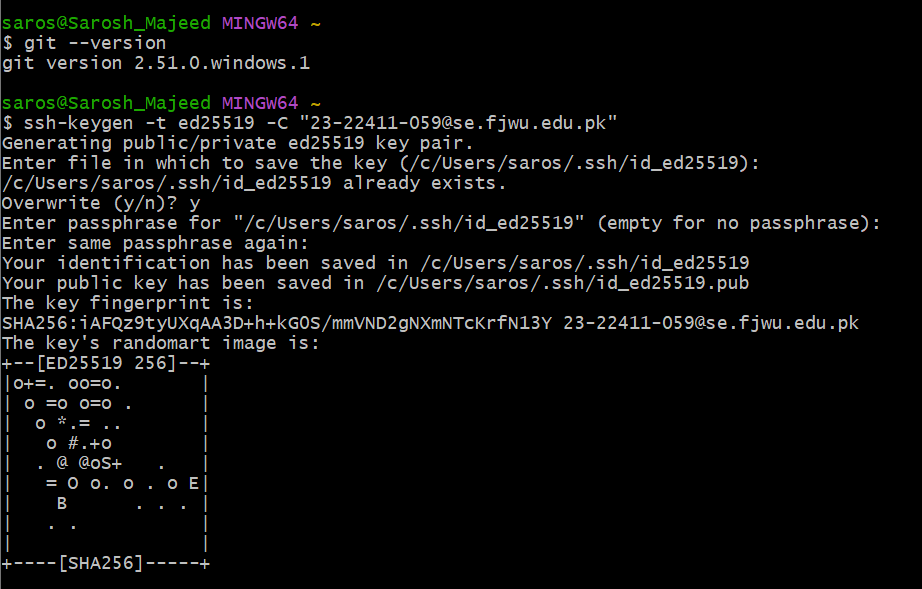 saros@Sarosh_Majeed MINGW64 ~
$ git --version
git version 2.51.0.windows.1

saros@Sarosh_Majeed MINGW64 ~
$ ssh-keygen -t ed25519 -C "23-22411-059@se.fjwu.edu.pk"
Generating public/private ed25519 key pair.
Enter file in which to save the key (/c/Users/saros/.ssh/id_ed25519):
/c/Users/saros/.ssh/id_ed25519 already exists.
Overwrite (y/n)? y
Enter passphrase for "/c/Users/saros/.ssh/id_ed25519" (empty for no passphrase):
Enter same passphrase again:
Your identification has been saved in /c/Users/saros/.ssh/id_ed25519
Your public key has been saved in /c/Users/saros/.ssh/id_ed25519.pub
The key fingerprint is:
SHA256:iAFQz9tyUXqAA3D+h+kG0S/mmVND2gNXmNTcKrfN13Y 23-22411-059@se.fjwu.edu.pk
The key's randomart image is:
+--[ED25519 256]--+
|o+=. oo=o.       |
| o =o o=o .      |
|  o *.= ..       |
|   o #.+o        |
|  . @ @oS+   .   |
|   = O o. o . o E|
|    B      . . . |
|   . .           |
|                 |
+----[SHA256]-----+